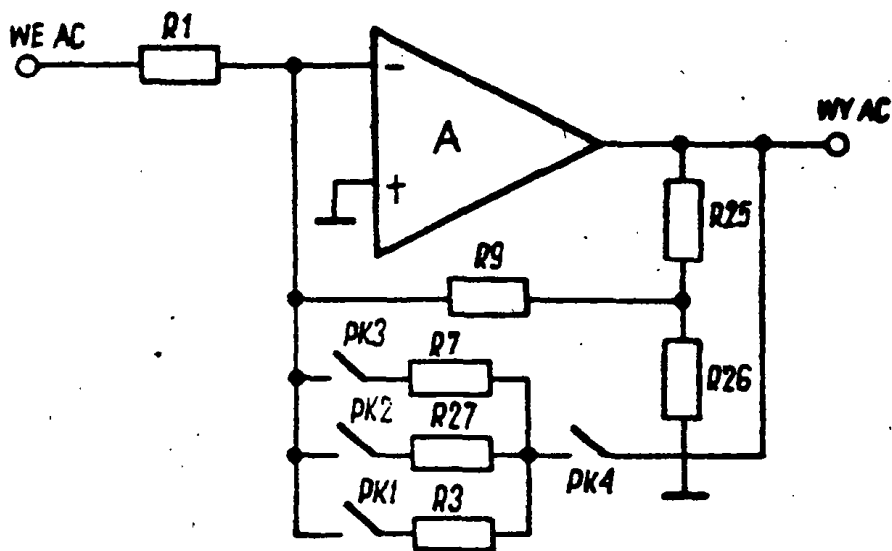 WE AC
R1
-
A
+
WY AC
R25
R9
PK3
R7
R26
PK2
R27
PK4
PK1
R3